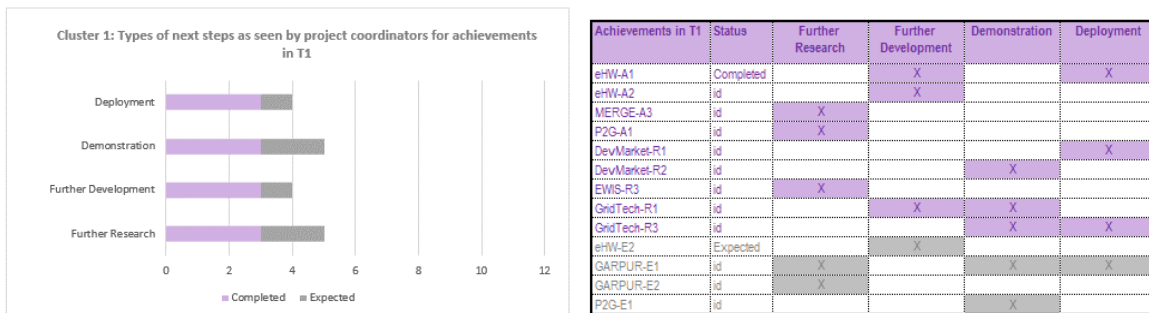 Cluster 1: Types of next steps as seen by project coordinators for achievements
in T1
Deployment
Demonstration
Further Development
Further Research
0 2 4 6 8 10 12
Completed Expected
Achievements in T1 Status Further Research Further Development Demonstration Deployment
eHW-A1 Completed X X
eHW-A2 id X
MERGE-A3 id X
P2G-A1 id X
DevMarket-R1 id X
DevMarket-R2 id X
EWIS-R3 id X
GridTech-R1 id X X
GridTech-R3 id X X
eHW-E2 Expected X
GARPUR-E1 id X X X
GARPUR-E2 id X
P2G-E1 id X